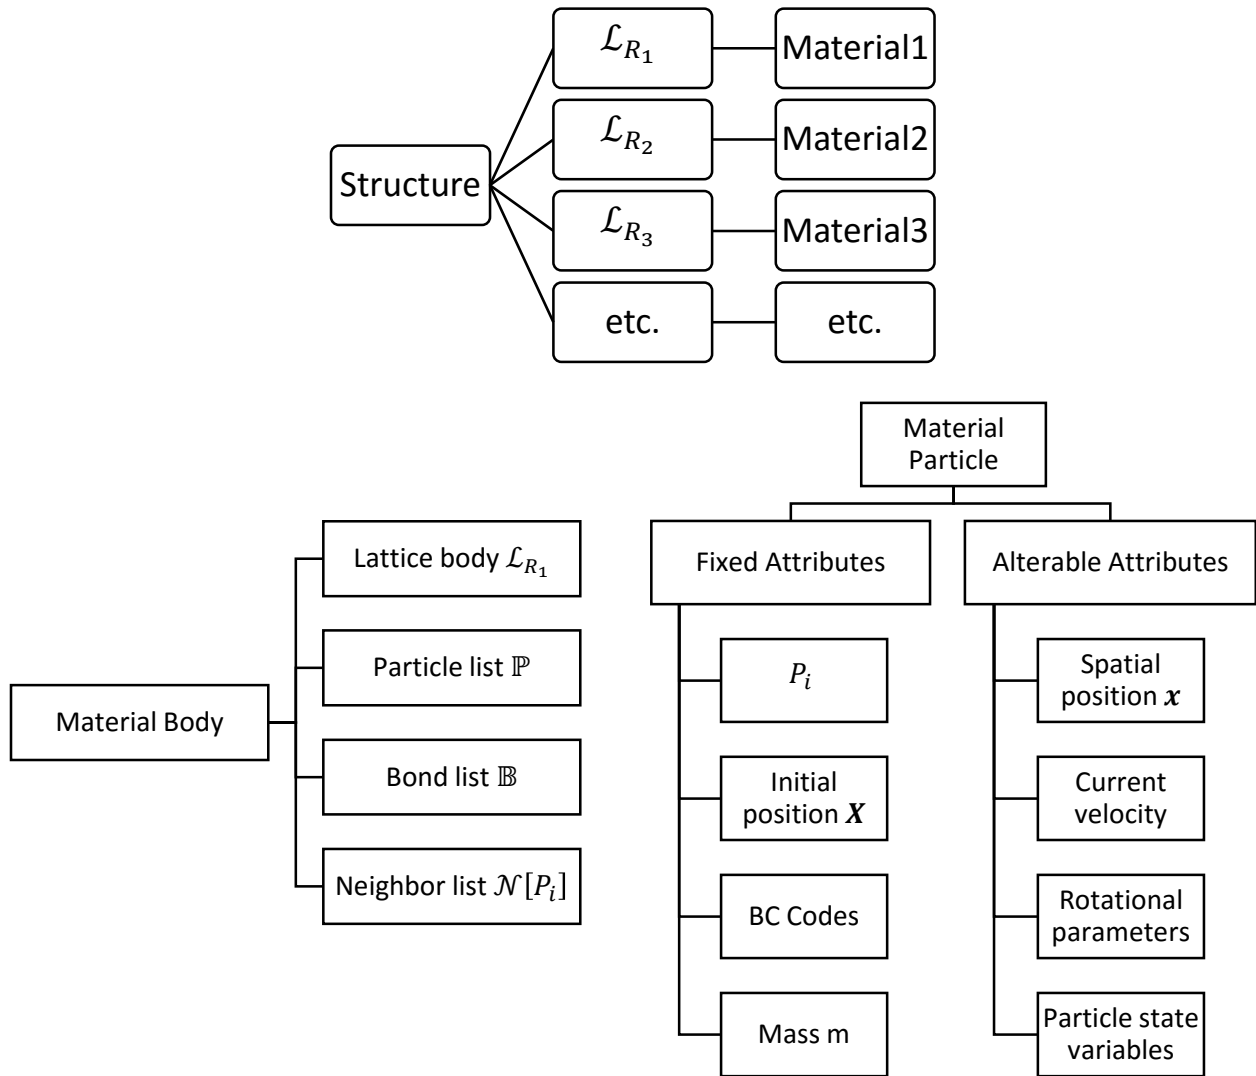 ℒ_{R_1}
Material1
ℒ_{R_2}
Material2
Structure
ℒ_{R_3}
Material3
etc.
etc.
Material Body
Lattice body ℒ_{R_1}
Particle list ℙ
Bond list 𝔹
Neighbor list 𝒩[P_i]
Material
Particle
Fixed Attributes
P_i
Initial
position X
BC Codes
Mass m
Alterable Attributes
Spatial
position x
Current
velocity
Rotational
parameters
Particle state
variables